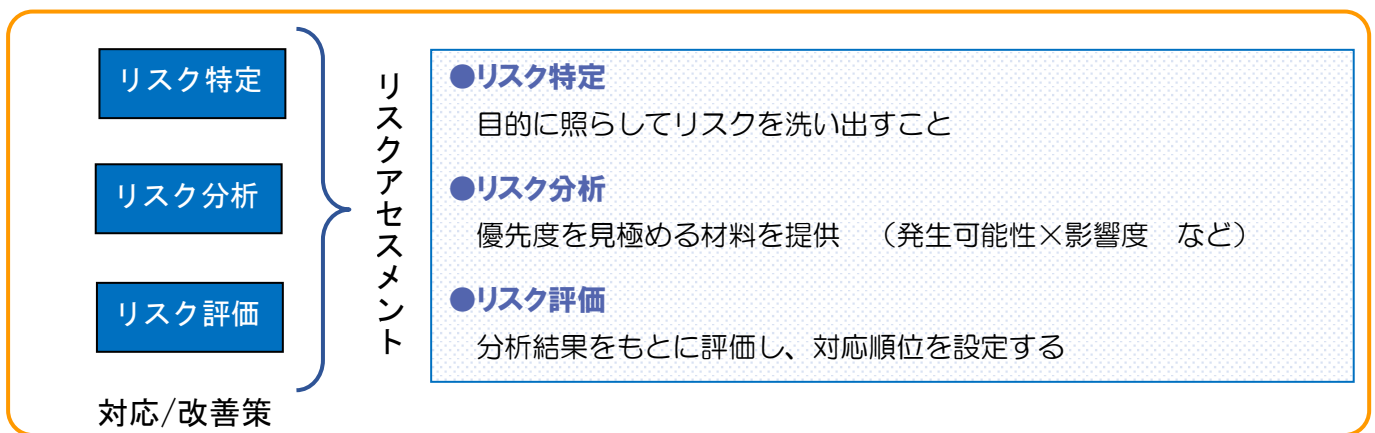 リスク特定
リスク分析
リスク評価
対応/改善策
リスクアセスメント
●リスク特定
目的に照らしてリスクを洗い出すこと
●リスク分析
優先度を見極める材料を提供　（発生可能性×影響度　など）
●リスク評価
分析結果をもとに評価し、対応順位を設定する